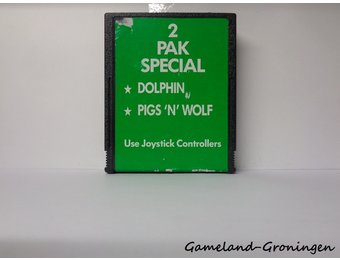 2
PAK
SPECIAL
★ DOLPHIN
★ PIGS 'N' WOLF
Use Joystick Controllers
Gameland-Groningen